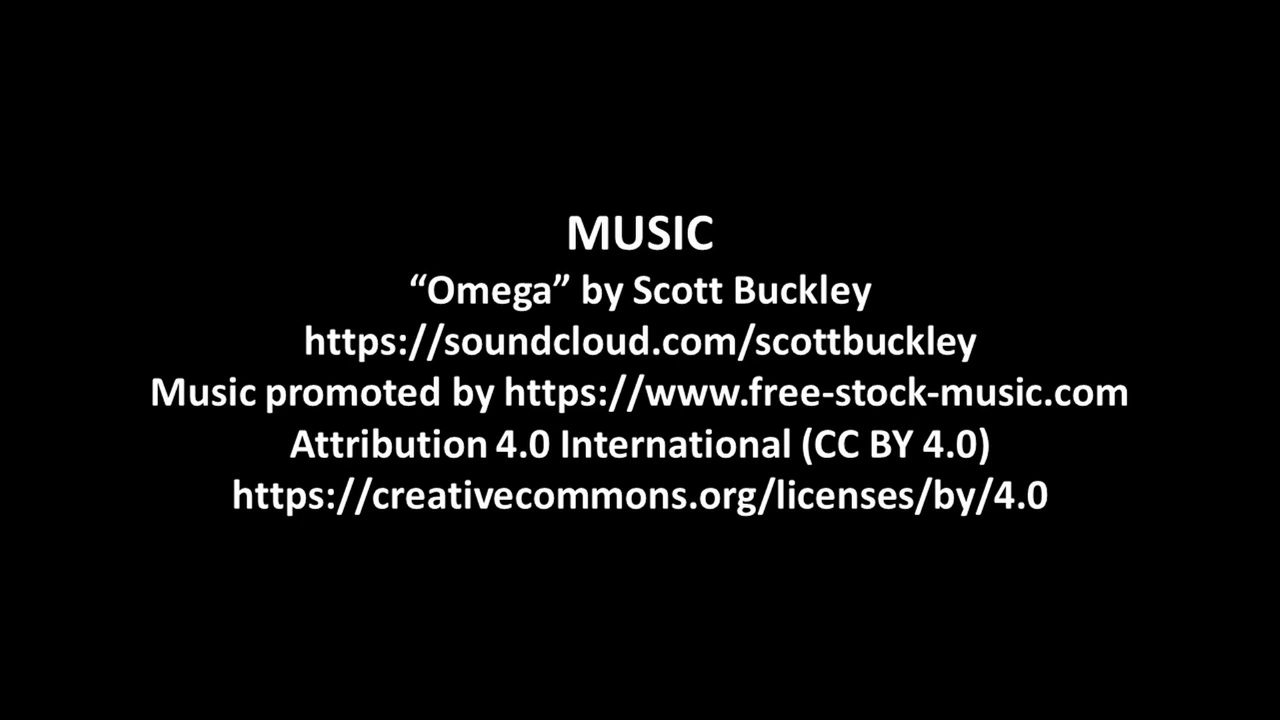 MUSIC
“Omega” by Scott Buckley
https://soundcloud.com/scottbuckley
Music promoted by https://www.free-stock-music.com
Attribution 4.0 International (CC BY 4.0)
https://creativecommons.org/licenses/by/4.0